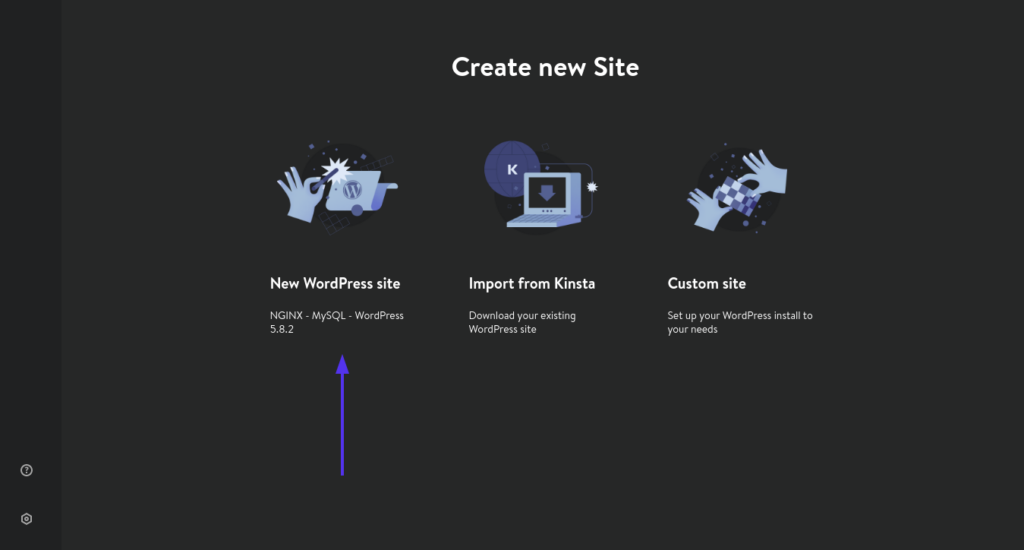 Create new Site
K
W
New WordPress site
NGINX - MySQL - WordPress
5.8.2
Import from Kinsta
Download your existing
WordPress site
Custom site
Set up your WordPress install to
your needs
?